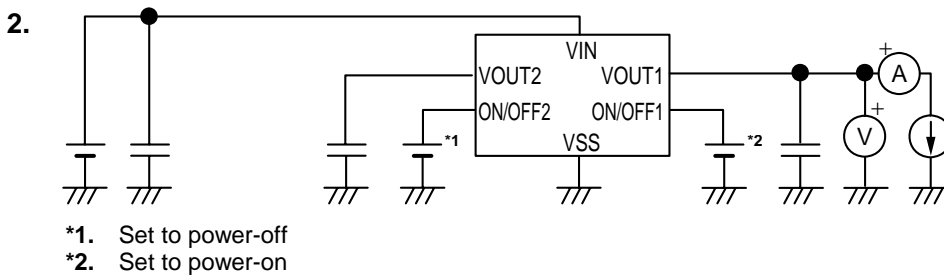 2.
VIN
VOUT2 VOUT1
ON/OFF2 ON/OFF1
VSS
*1 *2
+ A
+ V
*1. Set to power-off
*2. Set to power-on